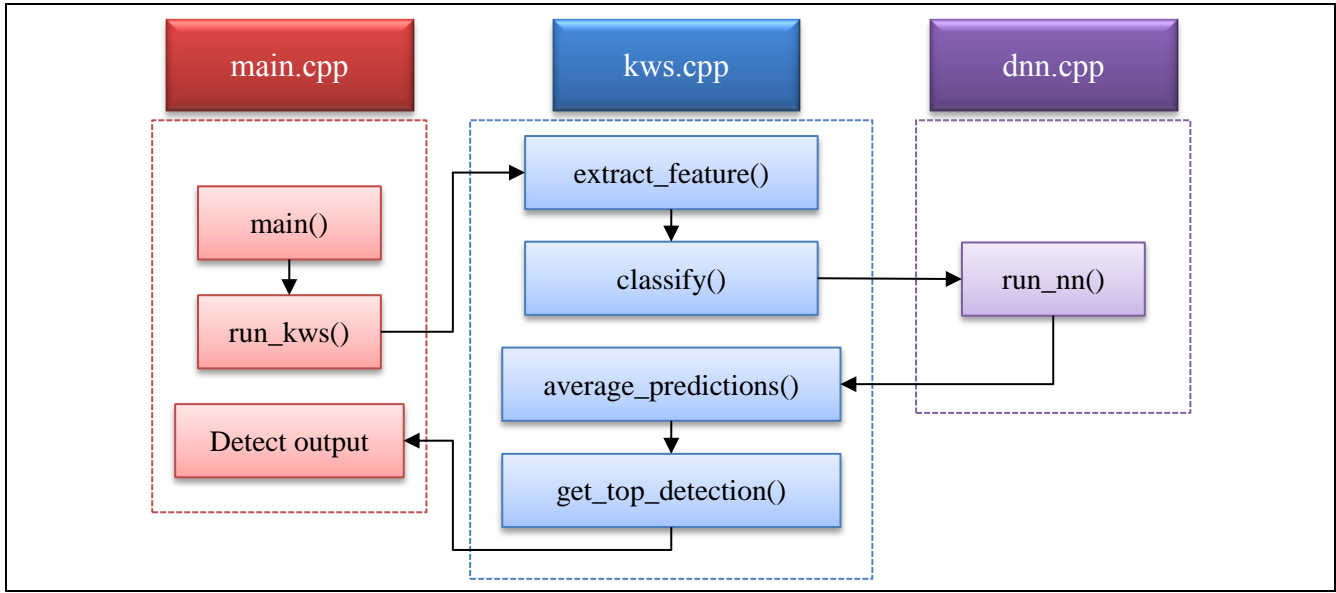 main.cpp
kws.cpp
dnn.cpp
main()
run_kws()
Detect output
extract_feature()
classify()
average_predictions()
get_top_detection()
run_nn()